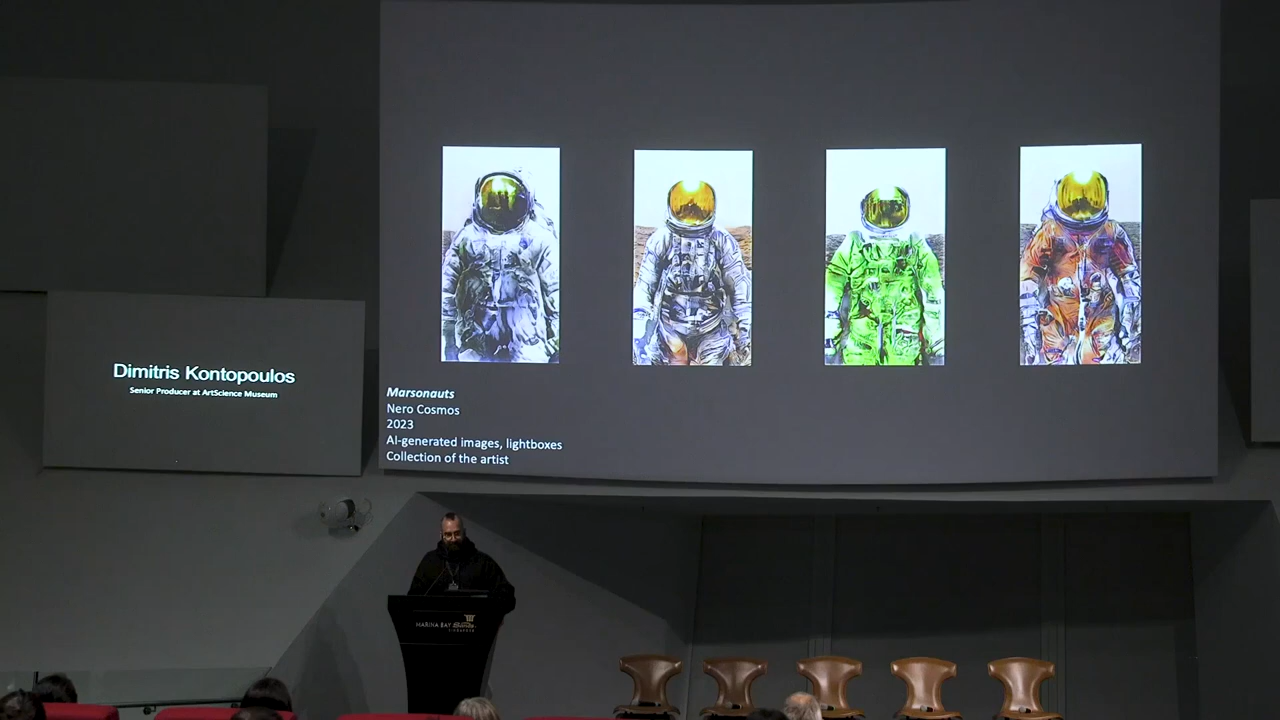 Dimitris Kontopoulos
Senior Producer at ArtScience Museum
Marsonauts
Nero Cosmos
2023
AI-generated images, lightboxes
Collection of the artist
MARINA BAY Sands
SINGAPORE